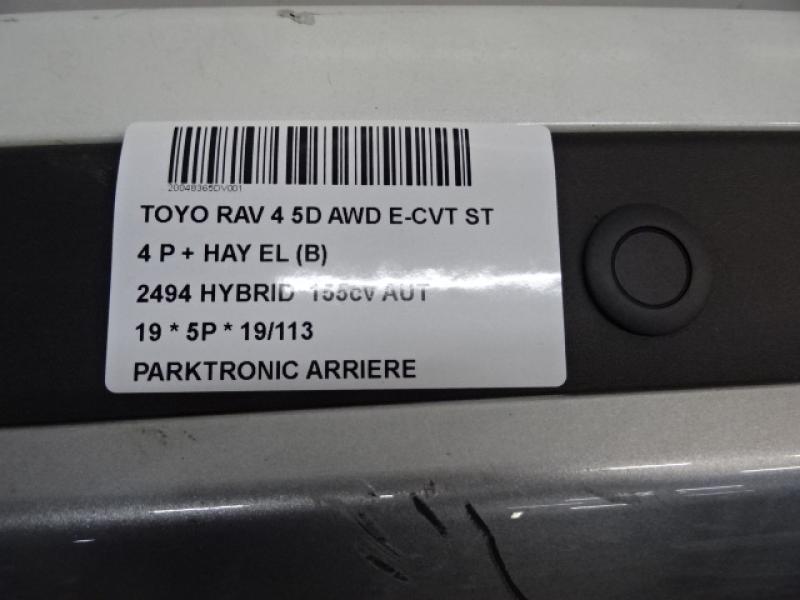 20048365DV001
TOYO RAV 4 5D AWD E-CVT ST
4 P + HAY EL (B)
2494 HYBRID 155cv AUT
19 * 5P * 19/113
PARKTRONIC ARRIERE